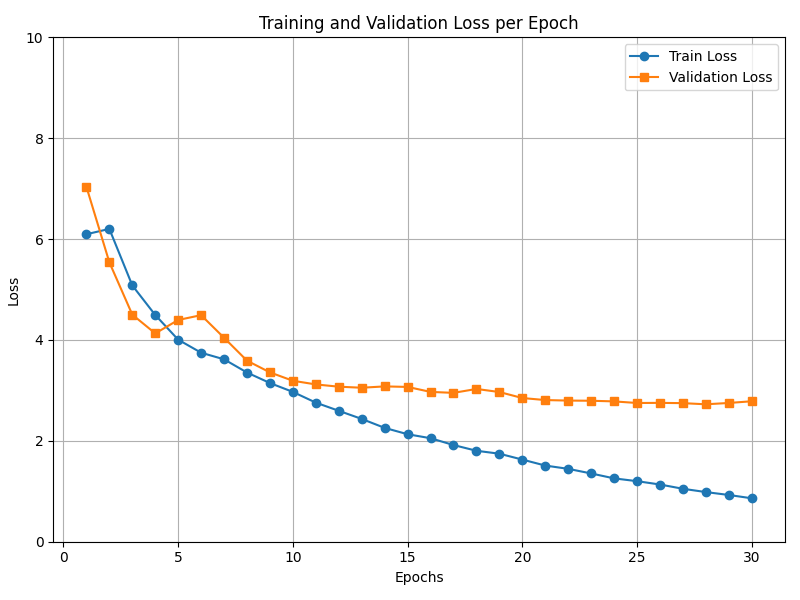 Training and Validation Loss per Epoch
10
8
6
4
2
0
Loss
Train Loss
Validation Loss
0 5 10 15 20 25 30
Epochs